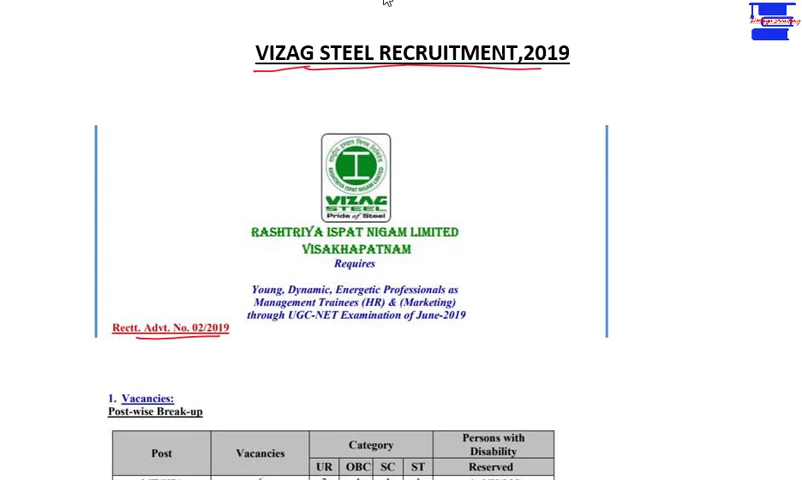 VIZAG STEEL RECRUITMENT,2019
VIZAG
STEEL
Pride of Steel
RASHTRIYA ISPAT NIGAM LIMITED
VISAKHAPATNAM
Requires
Young, Dynamic, Energetic Professionals as
Management Trainees (HR) & (Marketing)
through UGC-NET Examination of June-2019
Rectt. Advt. No. 02/2019
1. Vacancies:
Post-wise Break-up
Post Vacancies Category Persons with Disability
UR OBC SC ST Reserved